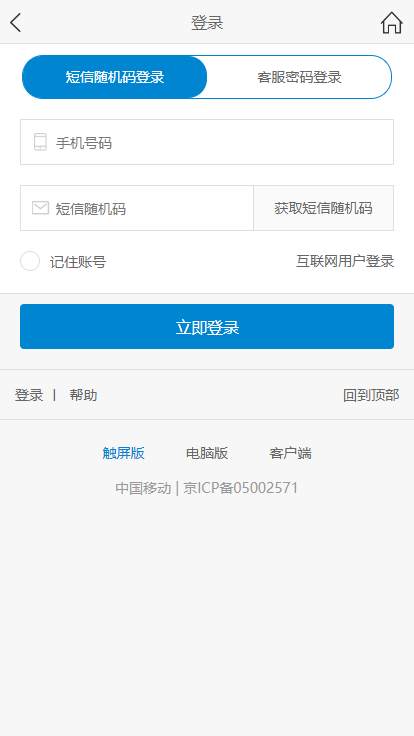 登录
短信随机码登录 客服密码登录
手机号码
短信随机码 获取短信随机码
记住账号 互联网用户登录
立即登录
登录 | 帮助 回到顶部
触屏版 电脑版 客户端
中国移动 | 京ICP备05002571